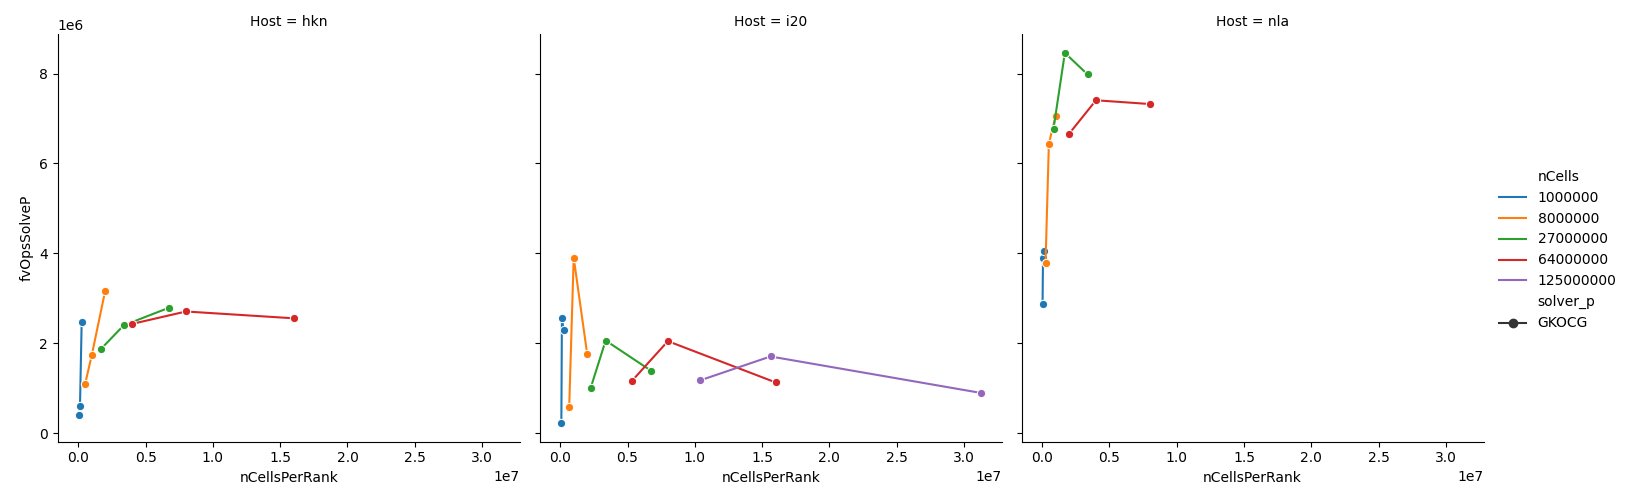 Host = hkn
Host = i20
Host = nla
1e6
8
6
4
2
0
fvOpsSolveP
0.0 0.5 1.0 1.5 2.0 2.5 3.0
1e7
nCellsPerRank
0.0 0.5 1.0 1.5 2.0 2.5 3.0
1e7
nCellsPerRank
0.0 0.5 1.0 1.5 2.0 2.5 3.0
1e7
nCellsPerRank
nCells
1000000
8000000
27000000
64000000
125000000
solver_p
GKOCG